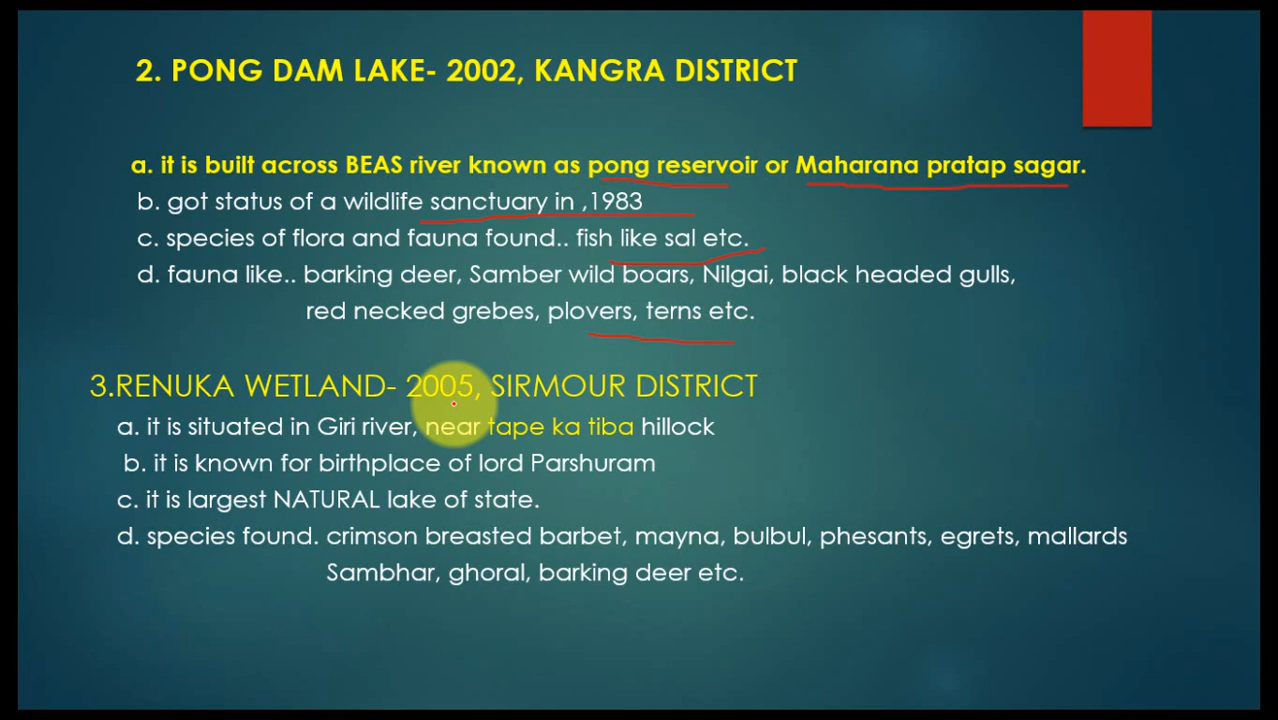 2. PONG DAM LAKE- 2002, KANGRA DISTRICT
a. it is built across BEAS river known as pong reservoir or Maharana pratap sagar.
b. got status of a wildlife sanctuary in ,1983
c. species of flora and fauna found.. fish like sal etc.
d. fauna like.. barking deer, Samber wild boars, Nilgai, black headed gulls,
red necked grebes, plovers, terns etc.
3.RENUKA WETLAND- 2005, SIRMOUR DISTRICT
a. it is situated in Giri river, near tape ka tiba hillock
b. it is known for birthplace of lord Parshuram
c. it is largest NATURAL lake of state.
d. species found. crimson breasted barbet, mayna, bulbul, phesants, egrets, mallards
Sambhar, ghoral, barking deer etc.